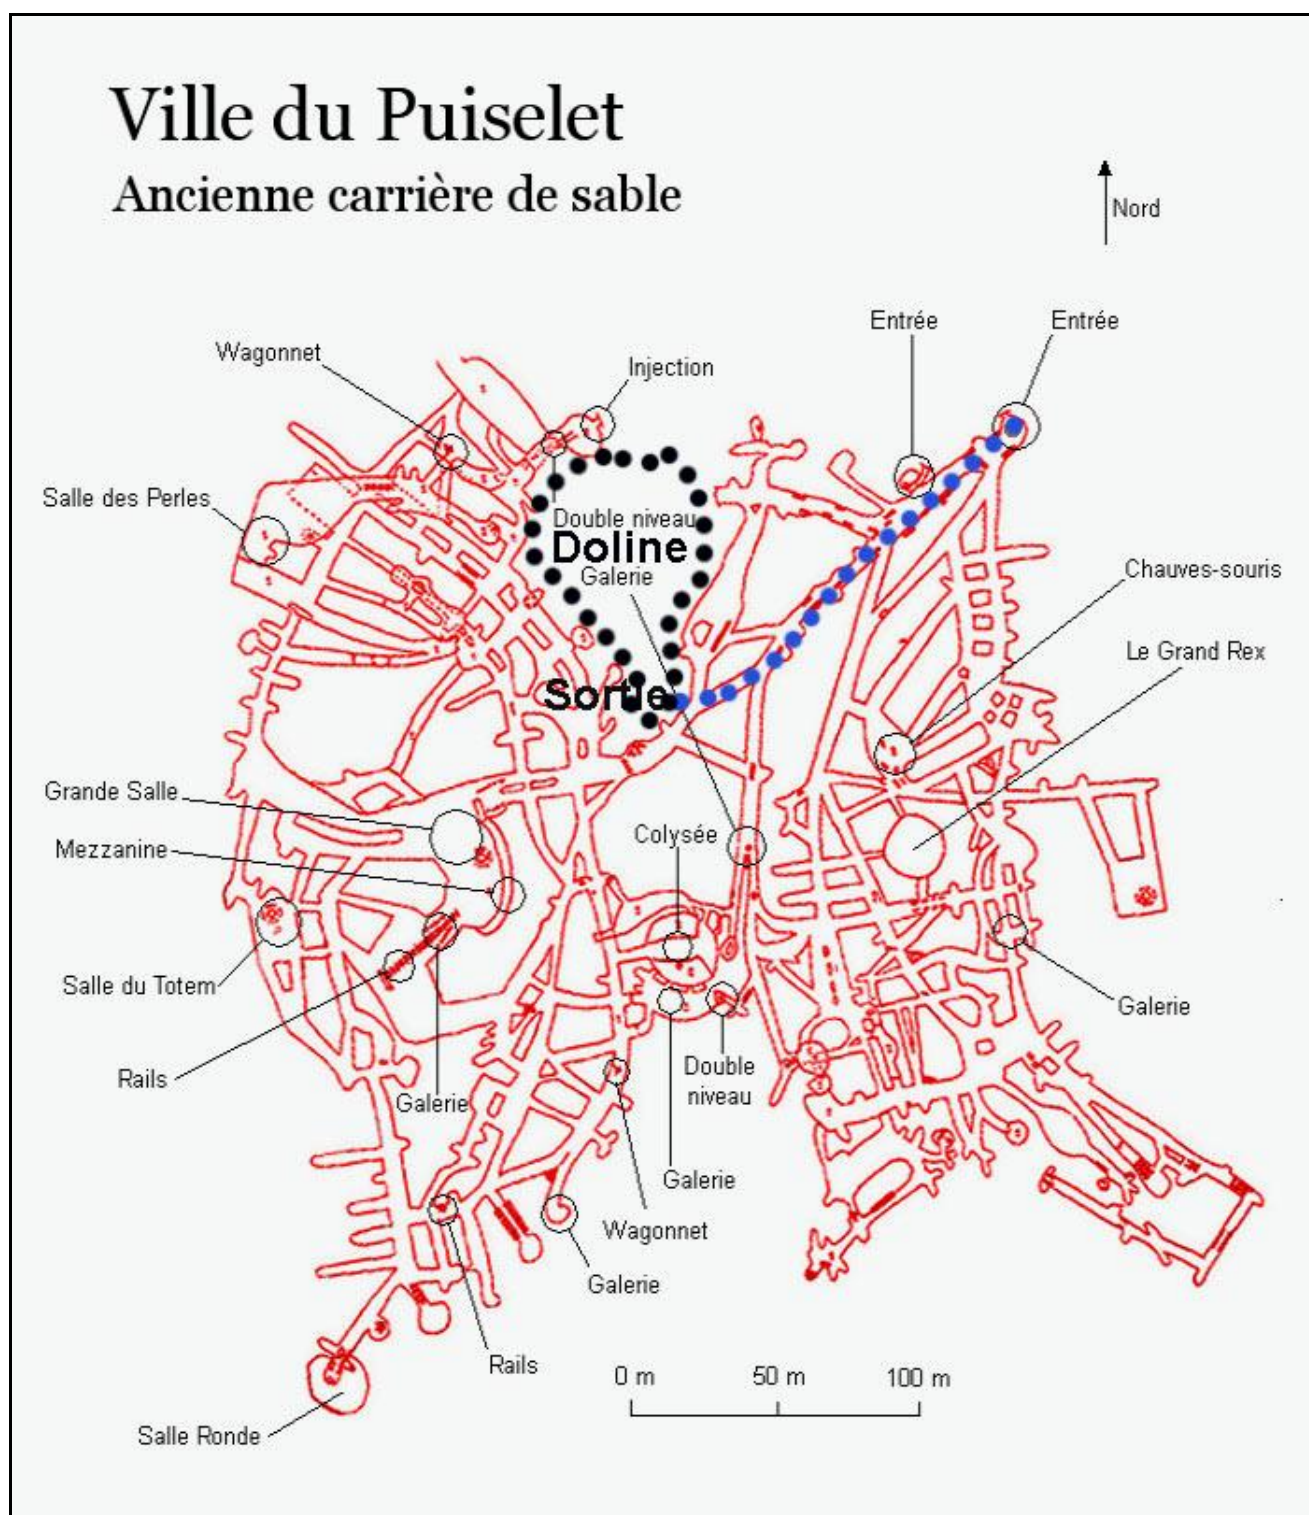 Ville du Puiselet
Ancienne carrière de sable
Nord
Entrée
Entrée
Wagonnet
Injection
Salle des Perles
Double niveau
Doline
Galerie
Chauves-souris
Le Grand Rex
Sortie
Grande Salle
Colysée
Mezzanine
Salle du Totem
Galerie
Rails
Double
niveau
Galerie
Galerie
Wagonnet
Galerie
Rails
0 m
50 m
100 m
Salle Ronde